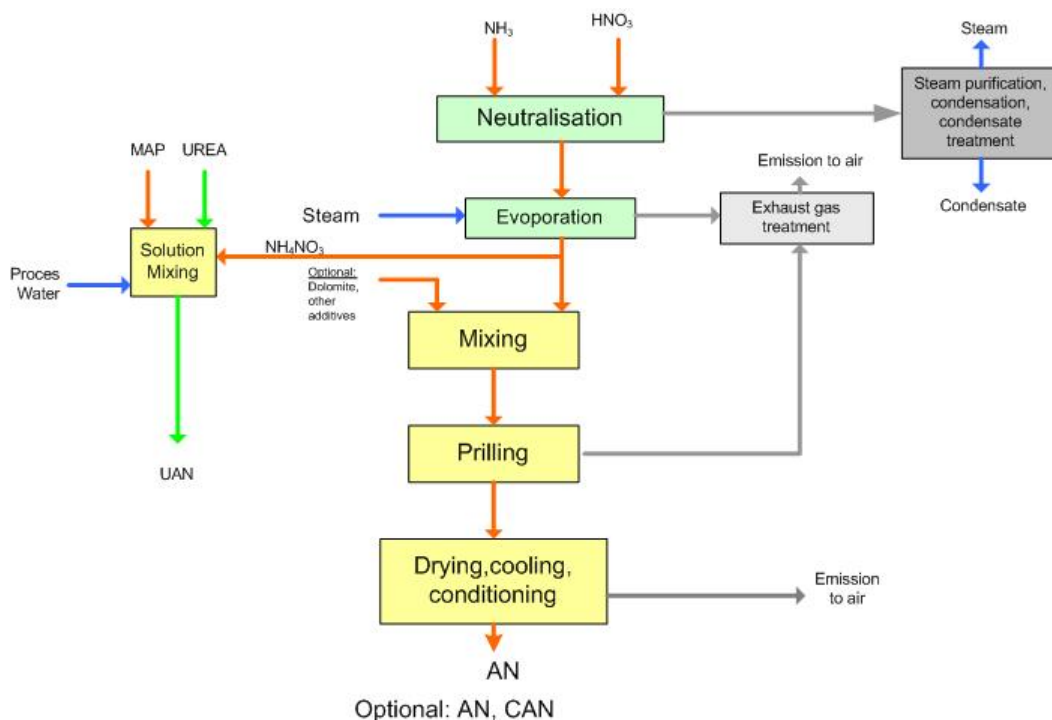 NH₃
HNO₃
Steam
Neutralisation
Steam purification,
condensation,
condensate
treatment
MAP
UREA
Emission to air
Condensate
Steam
Evoporation
Exhaust gas
treatment
Solution
Mixing
NH₄NO₃
Proces
Water
Optional:
Dolomite,
other
additives
Mixing
Prilling
UAN
Drying,cooling,
conditioning
Emission
to air
AN
Optional: AN, CAN